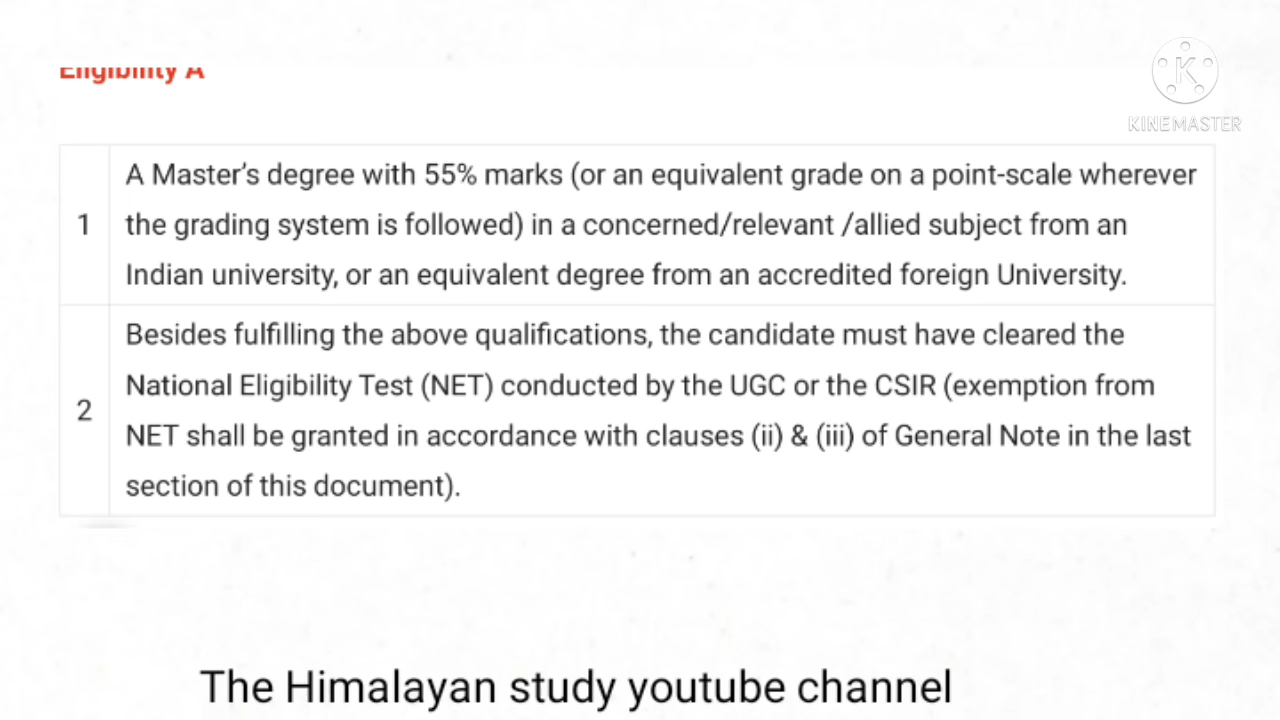 Eligibility A
KINEMASTER
1
A Master's degree with 55% marks (or an equivalent grade on a point-scale wherever
the grading system is followed) in a concerned/relevant /allied subject from an
Indian university, or an equivalent degree from an accredited foreign University.
2
Besides fulfilling the above qualifications, the candidate must have cleared the
National Eligibility Test (NET) conducted by the UGC or the CSIR (exemption from
NET shall be granted in accordance with clauses (ii) & (iii) of General Note in the last
section of this document).
The Himalayan study youtube channel